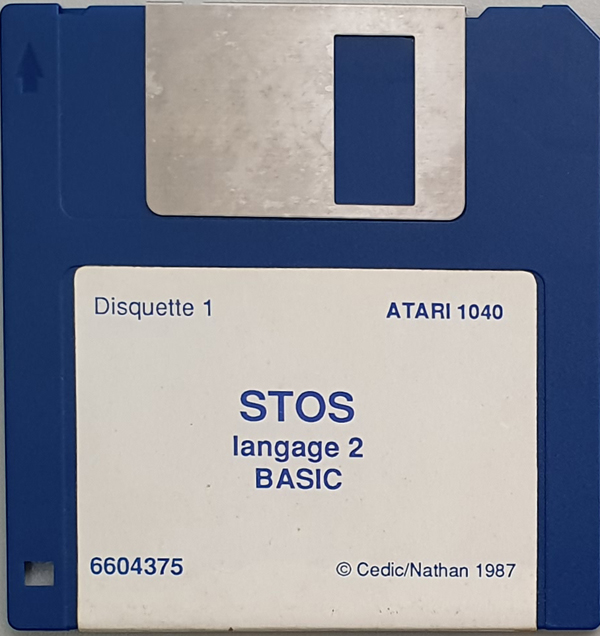 Disquette 1 ATARI 1040
STOS
langage 2
BASIC
6604375 © Cedic/Nathan 1987